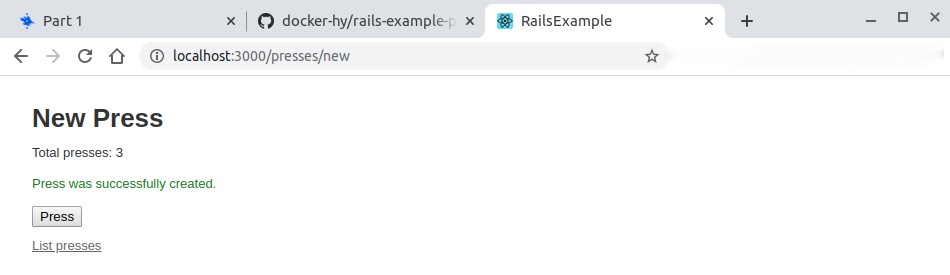 Part 1
docker-hy/rails-example-p
RailsExample
localhost:3000/presses/new
New Press
Total presses: 3
Press was successfully created.
Press
List presses